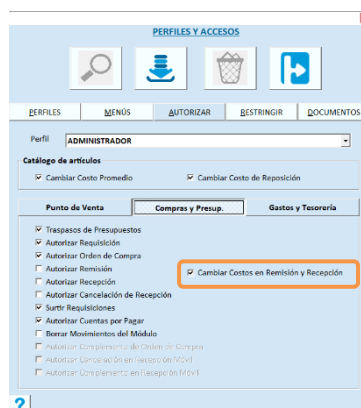 PERFILES Y ACCESOS
PERFILES MENÚS AUTORIZAR RESTRINGIR DOCUMENTOS
Perfil ADMINISTRADOR
Catálogo de artículos
Cambiar Costo Promedio Cambiar Costo de Reposición
Punto de Venta Compras y Presup. Gastos y Tesorería
Traspasos de Presupuestos
Autorizar Requisición
Autorizar Orden de Compra
Autorizar Remisión
Cambiar Costos en Remisión y Recepción
Autorizar Recepción
Autorizar Cancelación de Recepción
Surtir Requisiciones
Autorizar Cuentas por Pagar
Borrar Movimientos del Módulo
Autorizar Complemento de Orden de Compra
Autorizar Cancelación en Recepción Móvil
Autorizar Complemento en Recepción Móvil
?